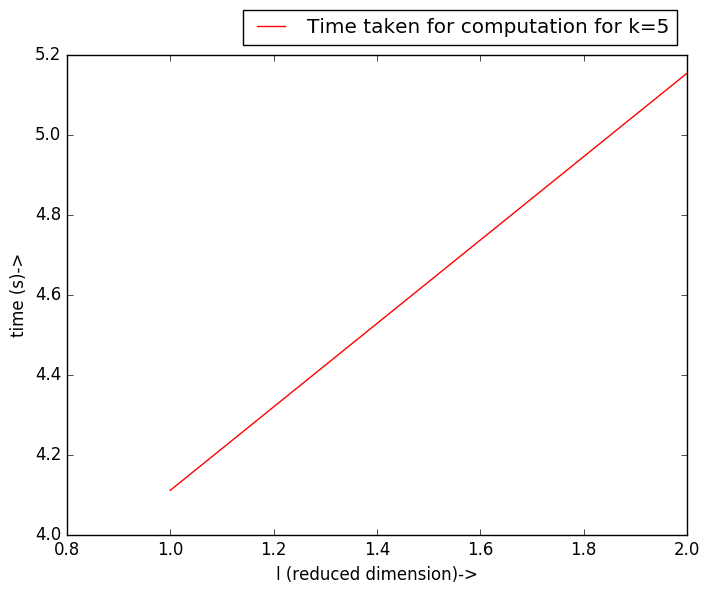 Time taken for computation for k=5
5.2
5.0
4.8
4.6
4.4
4.2
4.0
time (s)->
0.8 1.0 1.2 1.4 1.6 1.8 2.0
l (reduced dimension)->